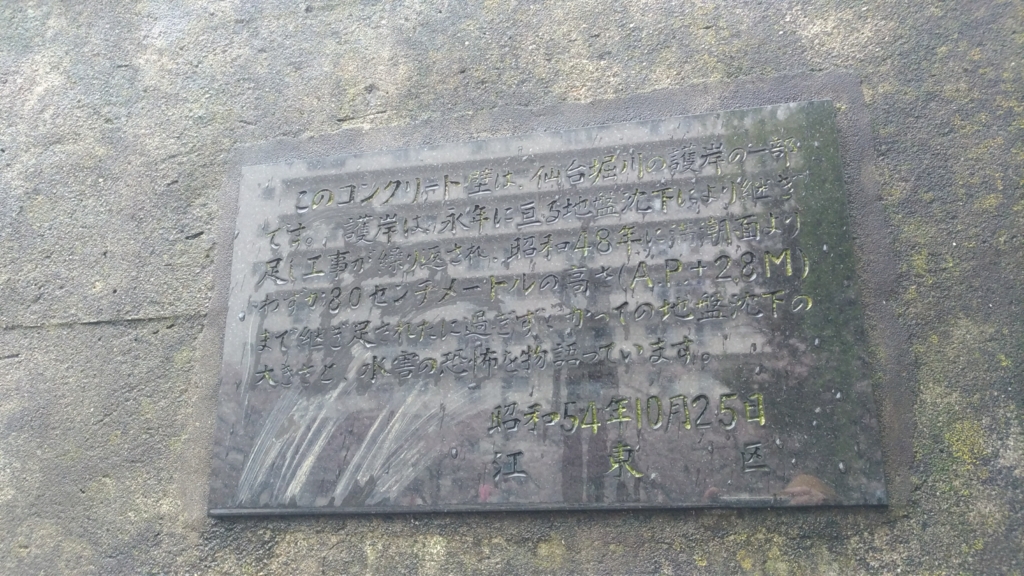 このコンクリート壁は、仙台堀川の護岸の一部
です。護岸は、永年に亘る地盤沈下により継ぎ
足し工事が繰り返され、昭和48年に計 面より
わずか80センチメートルの高さ(A.P.+2.8M)
まで継ぎ足されたに過ぎず、かつての地盤沈下の
大きさと 水害の恐怖を物語っています。
昭和54年10月25日
江東区